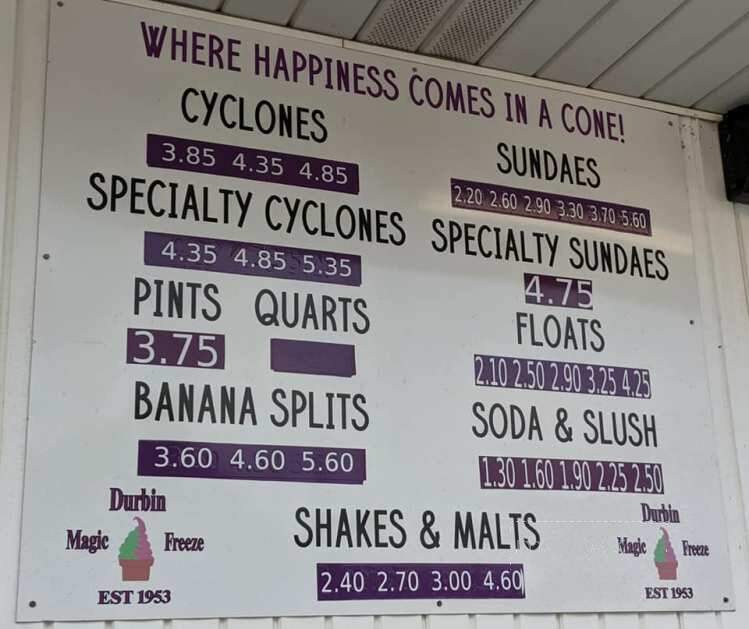 WHERE HAPPINESS COMES IN A CONE!
CYCLONES
3.85 4.35 4.85
SPECIALTY CYCLONES
4.35 4.85 5.35
PINTS QUARTS
3.75
BANANA SPLITS
3.60 4.60 5.60
SUNDAES
2.20 2.60 2.90 3.30 3.70 5.60
SPECIALTY SUNDAES
4.75
FLOATS
2.10 2.50 2.90 3.25 4.25
SODA & SLUSH
1.30 1.60 1.90 2.25 2.50
SHAKES & MALTS
2.40 2.70 3.00 4.60
Durbin
Magic Freeze
EST 1953
Durbin
Magic Freeze
EST 1953